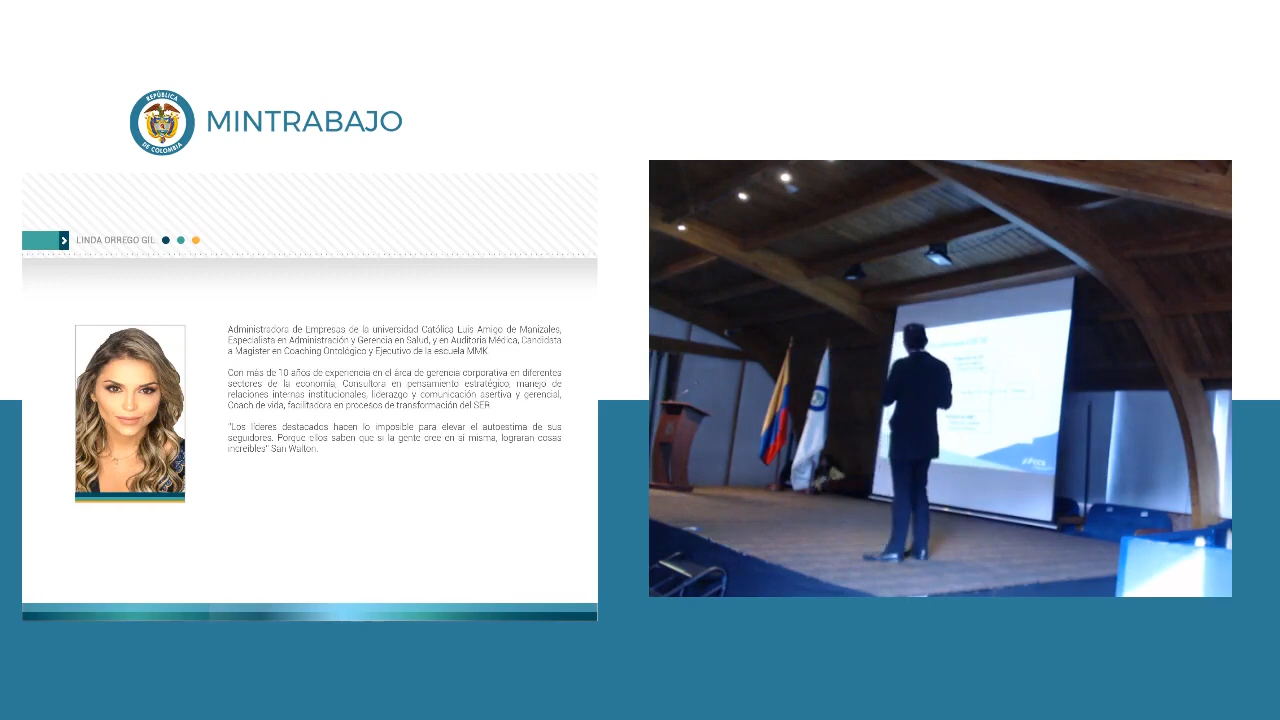 REPÚBLICA
DE COLOMBIA
MINTRABAJO
LINDA ORREGO GIL
Administradora de Empresas de la universidad Católica Luis Amigo de Manizales,
Especialista en Administración y Gerencia en Salud, y en Auditoria Médica, Candidata
a Magister en Coaching Ontológico y Ejecutivo de la escuela MMK.
Con más de 10 años de experiencia en el área de gerencia corporativa en diferentes
sectores de la economía, Consultora en pensamiento estratégico, manejo de
relaciones internas institucionales, liderazgo y comunicación asertiva y gerencial,
Coach de vida, facilitadora en procesos de transformación del SER.
"Lideres destacados hacen lo imposible para elevar el autoestima de sus
seguidores. Porque ellos saben que si la gente cree en si misma, lograran cosas
increíbles" San Walton.
CCS